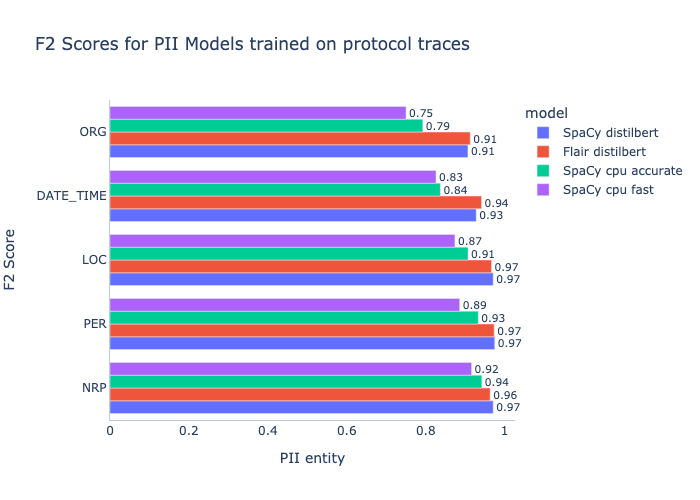 F2 Scores for PII Models trained on protocol traces
model
SpaCy distilbert
Flair distilbert
SpaCy cpu accurate
SpaCy cpu fast
F2 Score
ORG
0.75
0.79
0.91
0.91
DATE_TIME
0.83
0.84
0.94
0.93
LOC
0.87
0.91
0.97
0.97
PER
0.89
0.93
0.97
0.97
NRP
0.92
0.94
0.96
0.97
0 0.2 0.4 0.6 0.8 1
PII entity